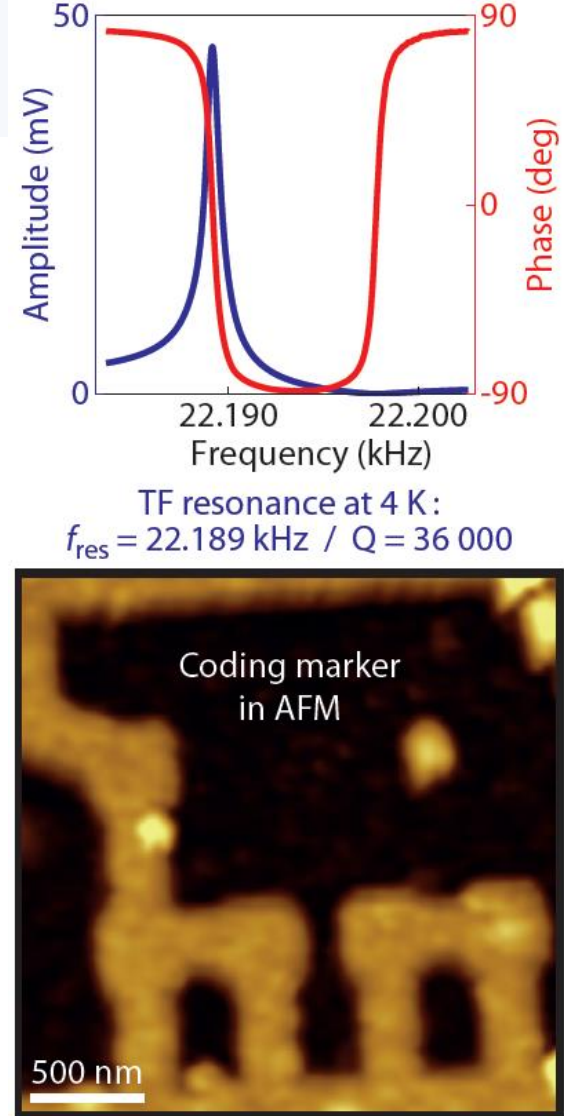 50
90
Amplitude (mV)
0
Phase (deg)
0
-90
22.190
22.200
Frequency (kHz)
TF resonance at 4 K :
fres = 22.189 kHz / Q = 36 000
Coding marker
in AFM
500 nm